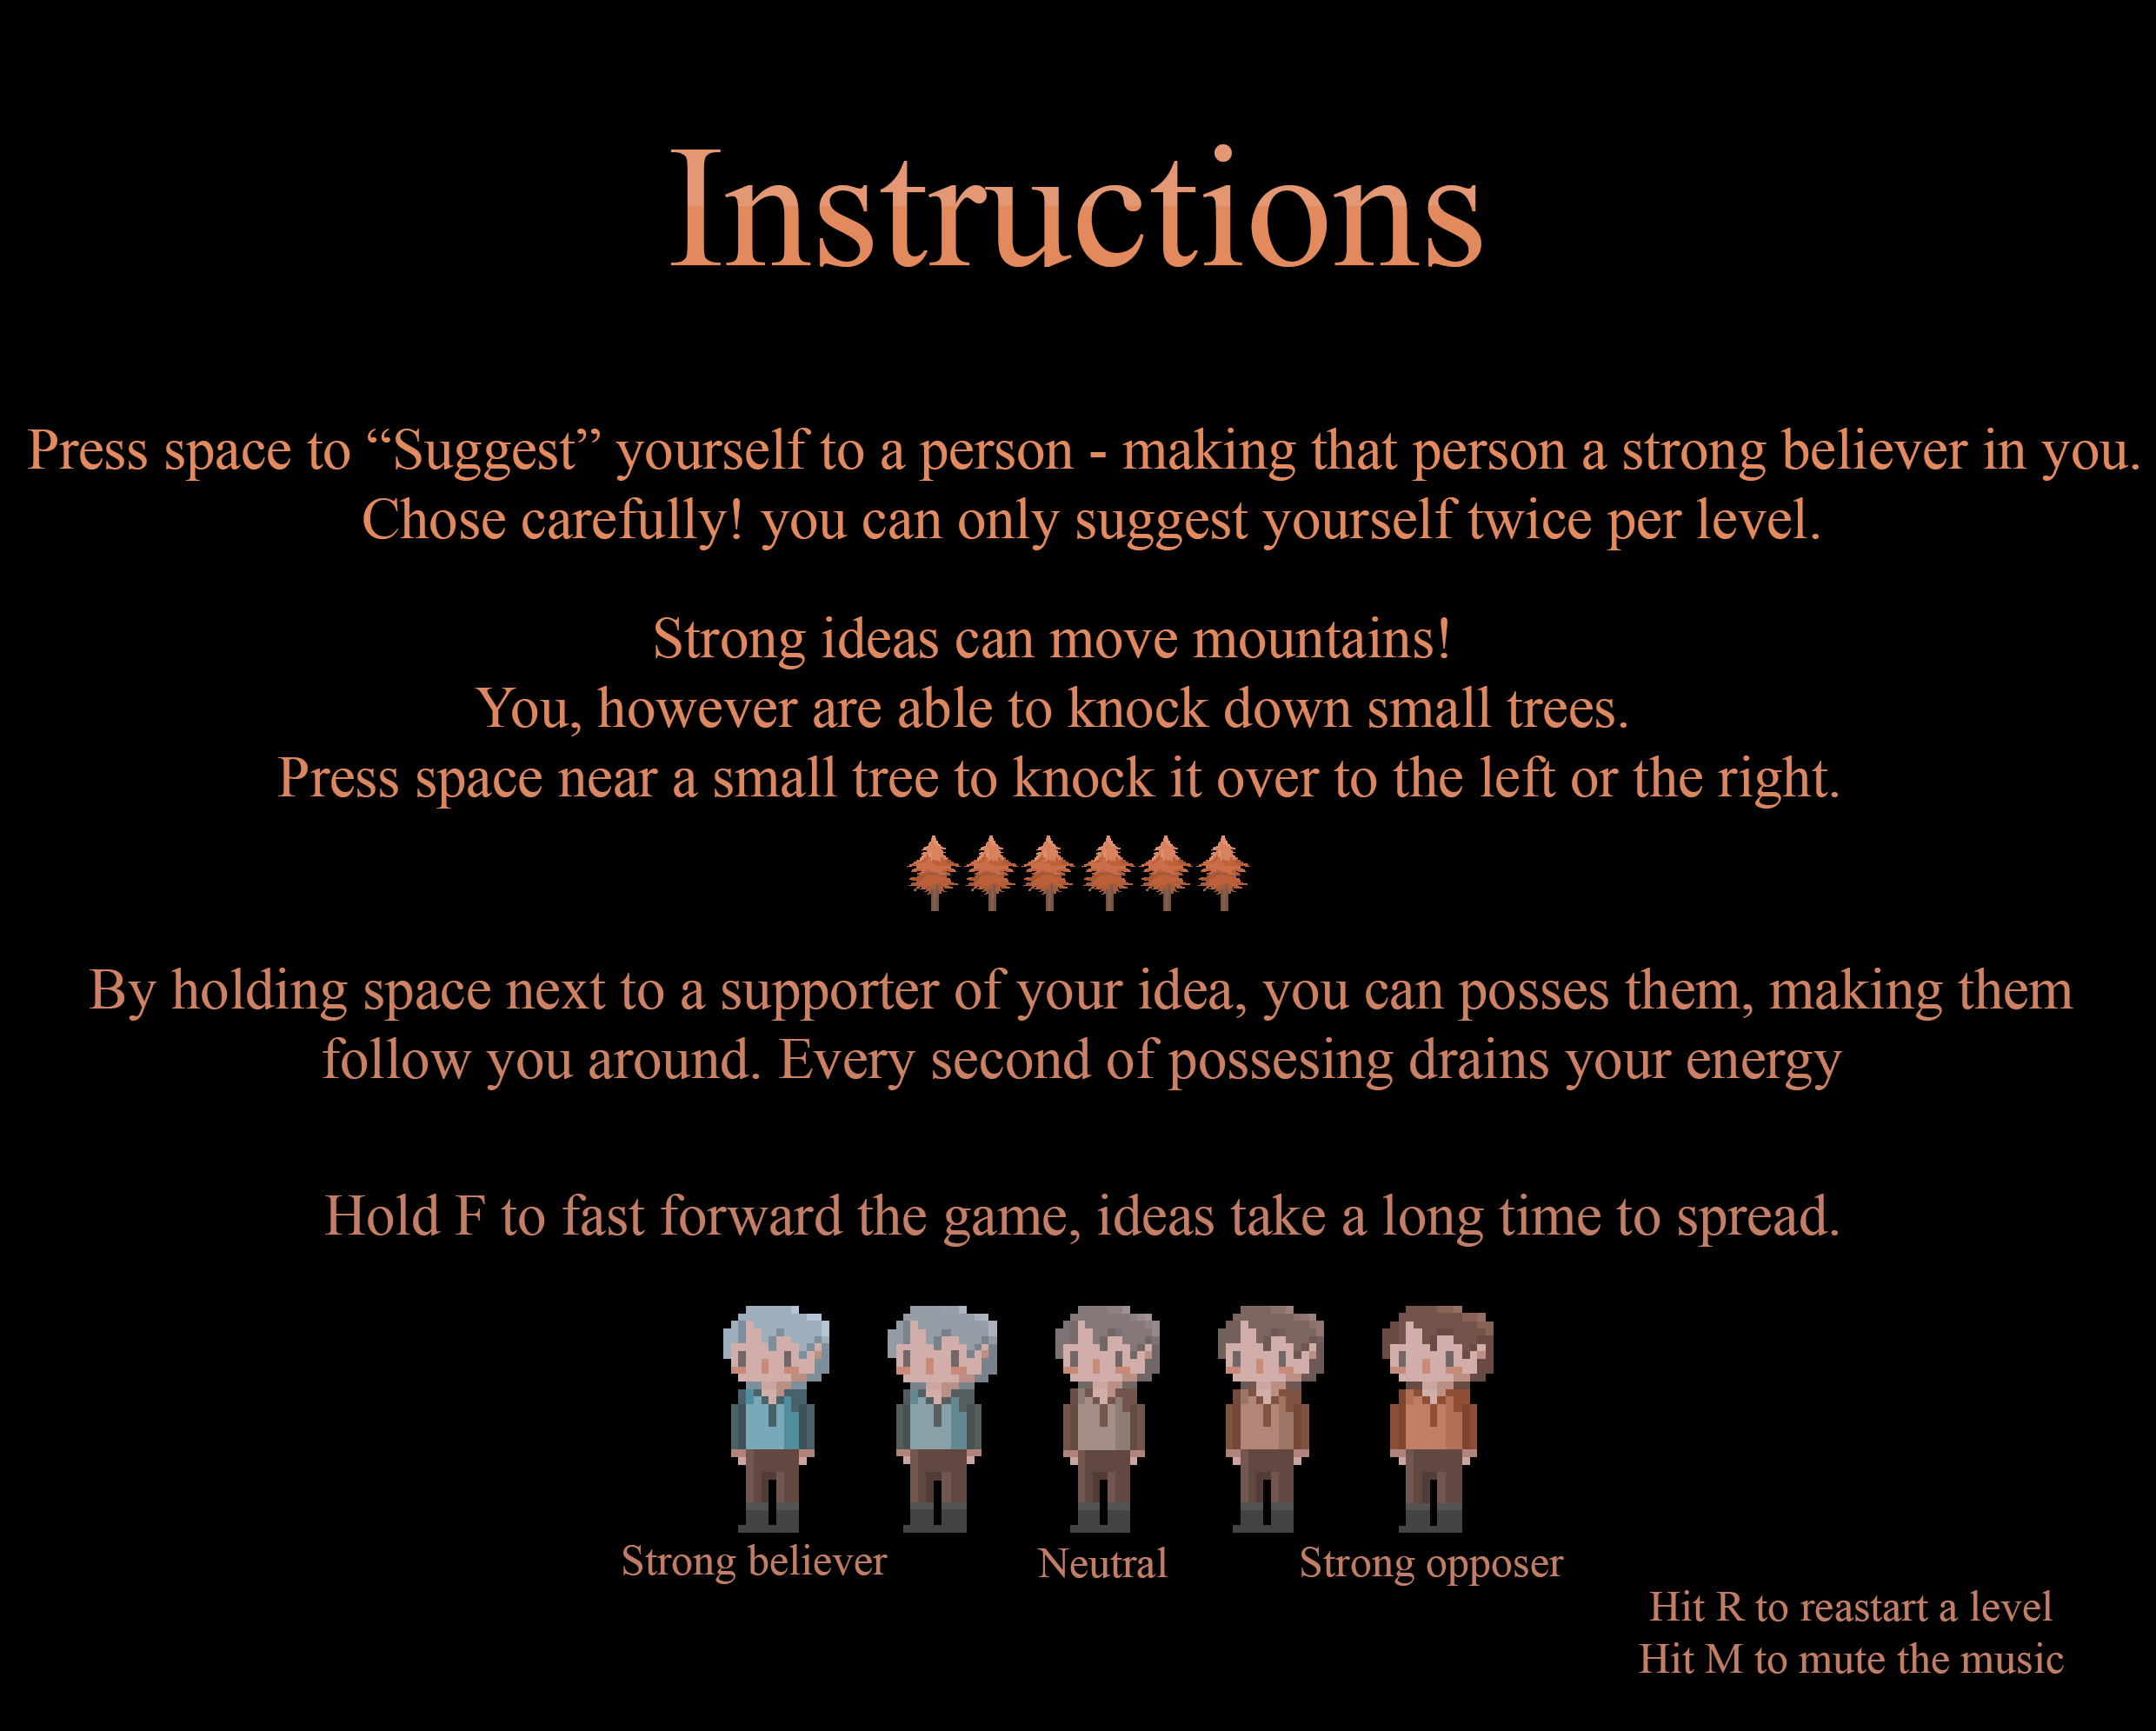 Instructions
Press space to “Suggest” yourself to a person - making that person a strong believer in you.
Chose carefully! you can only suggest yourself twice per level.
Strong ideas can move mountains!
You, however are able to knock down small trees.
Press space near a small tree to knock it over to the left or the right.
By holding space next to a supporter of your idea, you can posses them, making them
follow you around. Every second of possesing drains your energy
Hold F to fast forward the game, ideas take a long time to spread.
Strong believer
Neutral
Strong opposer
Hit R to reastart a level
Hit M to mute the music